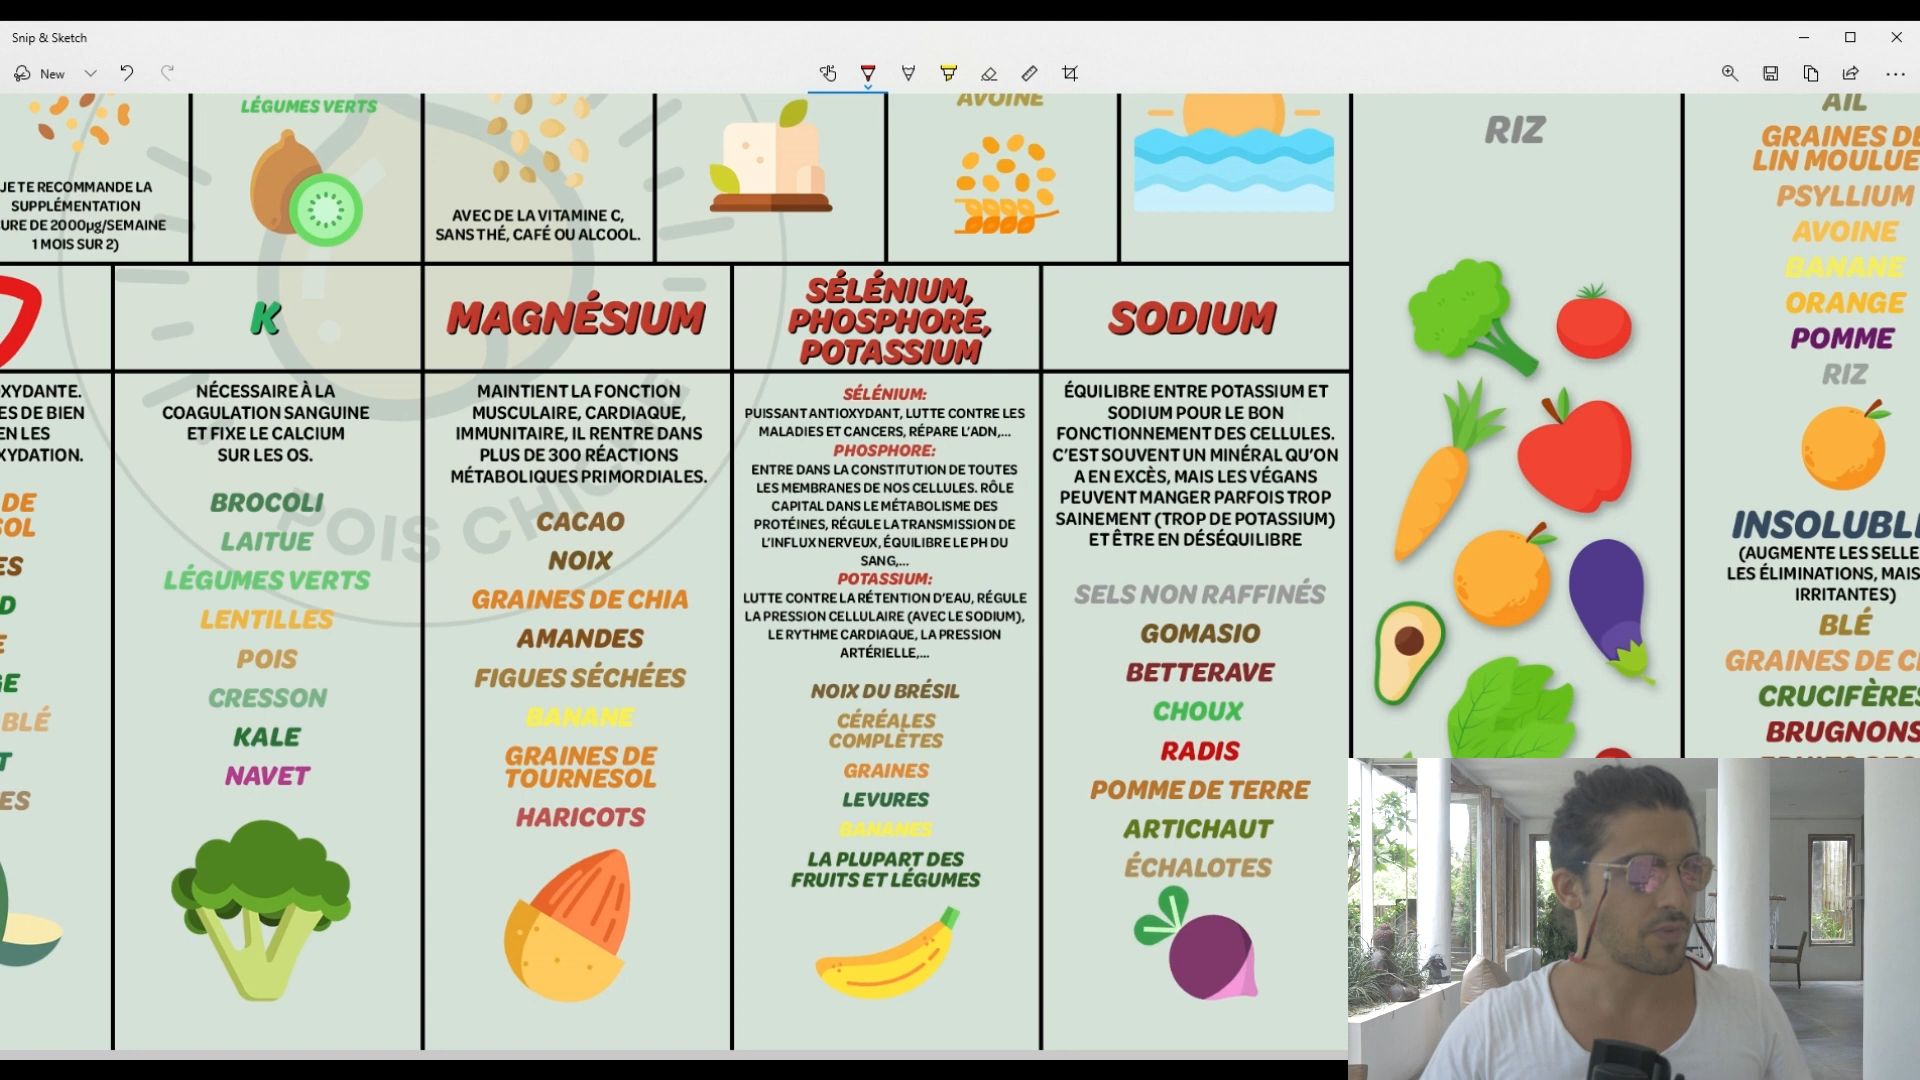 Snip & Sketch
New
LÉGUMES VERTS
JE TE RECOMMANDE LA
SUPPLÉMENTATION
URE DE 2000µg/SEMAINE
1 MOIS SUR 2)
AVEC DE LA VITAMINE C,
SANS THÉ, CAFÉ OU ALCOOL.
AVOINE
RIZ
AIL
GRAINES DE
LIN MOULUE
PSYLLIUM
AVOINE
BANANE
ORANGE
POMME
RIZ
INSOLUBL
(AUGMENTE LES SELLE
LES ÉLIMINATIONS, MAIS
IRRITANTES)
BLÉ
GRAINES DE C
CRUCIFÈRES
BRUGNONS
OXYDANTE.
ES DE BIEN
EN LES
XYDATION.
DE
SOL
ES
D
E
GE
BLÉ
T
ES
K
NÉCESSAIRE À LA
COAGULATION SANGUINE
ET FIXE LE CALCIUM
SUR LES OS.
BROCOLI
LAITUE
LÉGUMES VERTS
LENTILLES
POIS
CRESSON
KALE
NAVET
MAGNÉSIUM
MAINTIENT LA FONCTION
MUSCULAIRE, CARDIAQUE,
IMMUNITAIRE, IL RENTRE DANS
PLUS DE 300 RÉACTIONS
MÉTABOLIQUES PRIMORDIALES.
CACAO
NOIX
GRAINES DE CHIA
AMANDES
FIGUES SÉCHÉES
BANANE
GRAINES DE
TOURNESOL
HARICOTS
SÉLÉNIUM,
PHOSPHORE,
POTASSIUM
SÉLÉNIUM:
PUISSANT ANTIOXYDANT, LUTTE CONTRE LES
MALADIES ET CANCERS, RÉPARE L'ADN,...
PHOSPHORE:
ENTRE DANS LA CONSTITUTION DE TOUTES
LES MEMBRANES DE NOS CELLULES. RÔLE
CAPITAL DANS LE MÉTABOLISME DES
PROTÉINES, RÉGULE LA TRANSMISSION DE
L'INFLUX NERVEUX, ÉQUILIBRE LE PH DU
SANG,...
POTASSIUM:
LUTTE CONTRE LA RÉTENTION D'EAU, RÉGULE
LA PRESSION CELLULAIRE (AVEC LE SODIUM),
LE RYTHME CARDIAQUE, LA PRESSION
ARTÉRIELLE,...
NOIX DU BRÉSIL
CÉRÉALES
COMPLÈTES
GRAINES
LEVURES
BANANES
LA PLUPART DES
FRUITS ET LÉGUMES
SODIUM
ÉQUILIBRE ENTRE POTASSIUM ET
SODIUM POUR LE BON
FONCTIONNEMENT DES CELLULES.
C'EST SOUVENT UN MINÉRAL QU'ON
A EN EXCÈS, MAIS LES VÉGANS
PEUVENT MANGER PARFOIS TROP
SAINEMENT (TROP DE POTASSIUM)
ET ÊTRE EN DÉSÉQUILIBRE
SELS NON RAFFINÉS
GOMASIO
BETTERAVE
CHOUX
RADIS
POMME DE TERRE
ARTICHAUT
ÉCHALOTES
POIS CHICHE